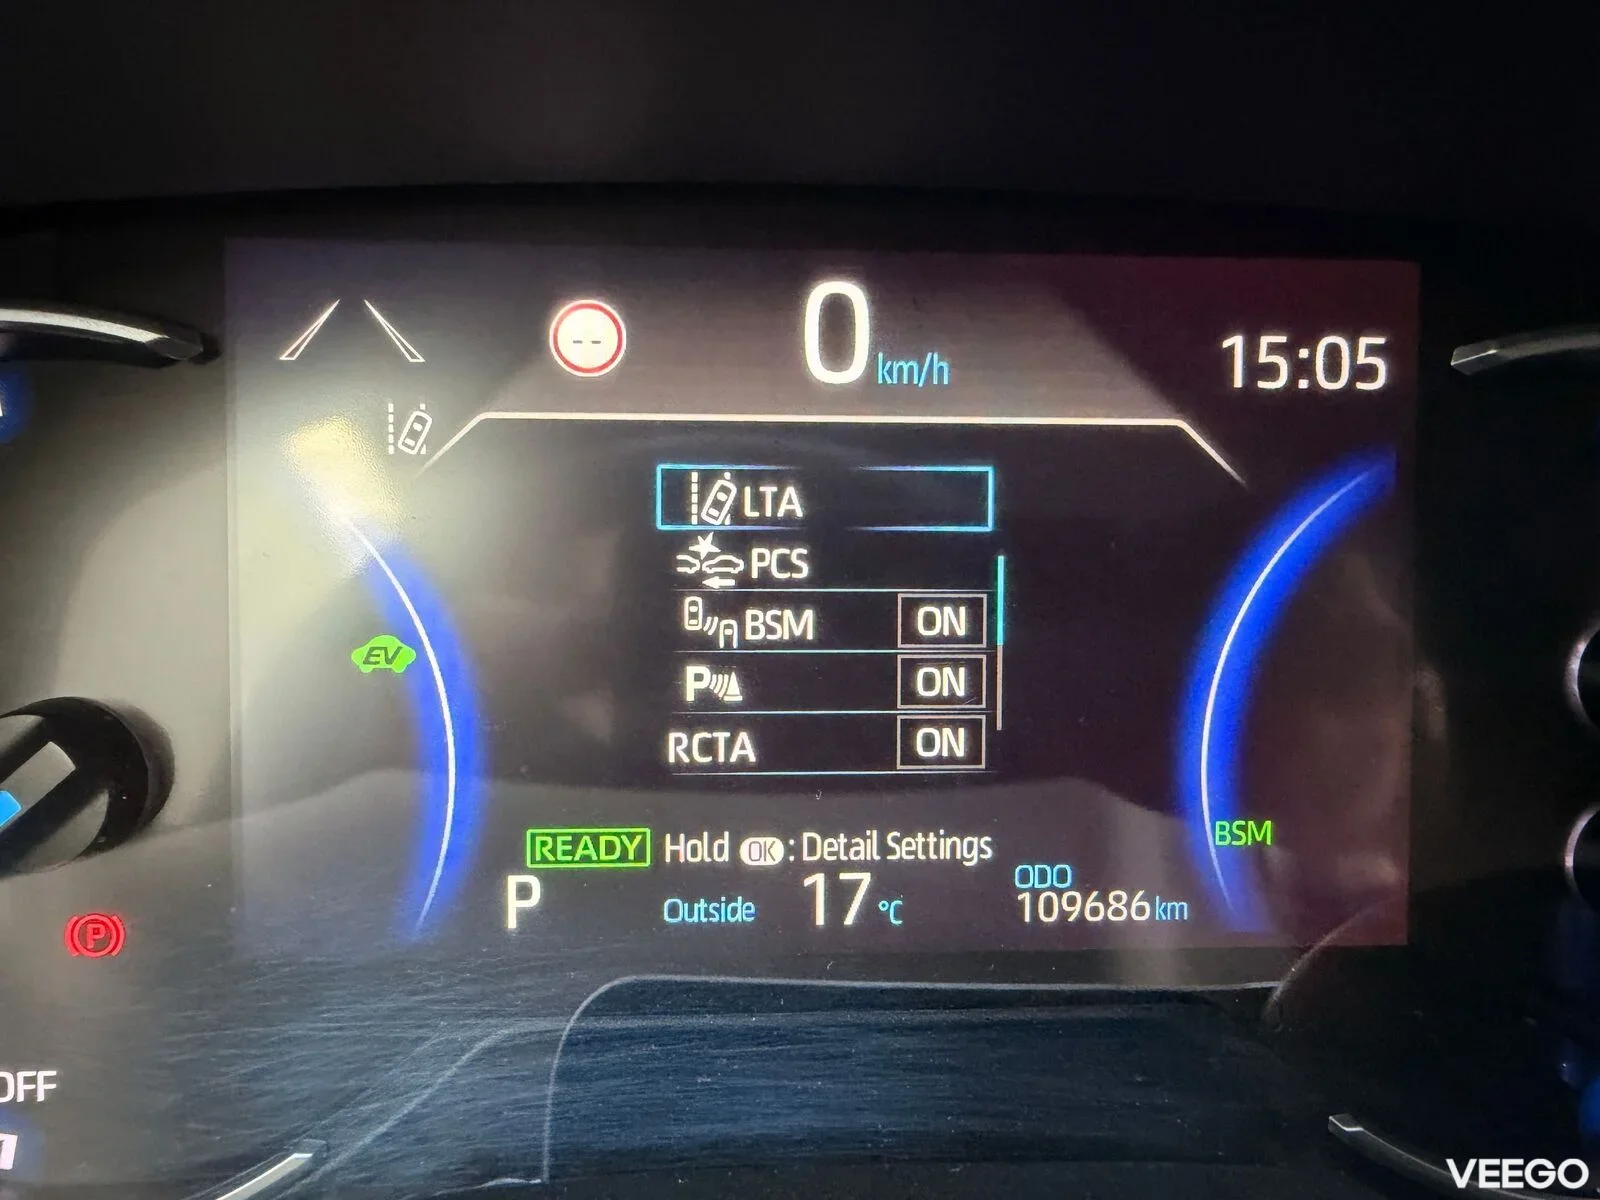 0 km/h
15:05
LTA
PCS
BSM ON
P ON
RCTA ON
EV
BSM
READY Hold OK : Detail Settings
P
Outside 17 °C
ODO
109686 km
P
OFF
VEEGO